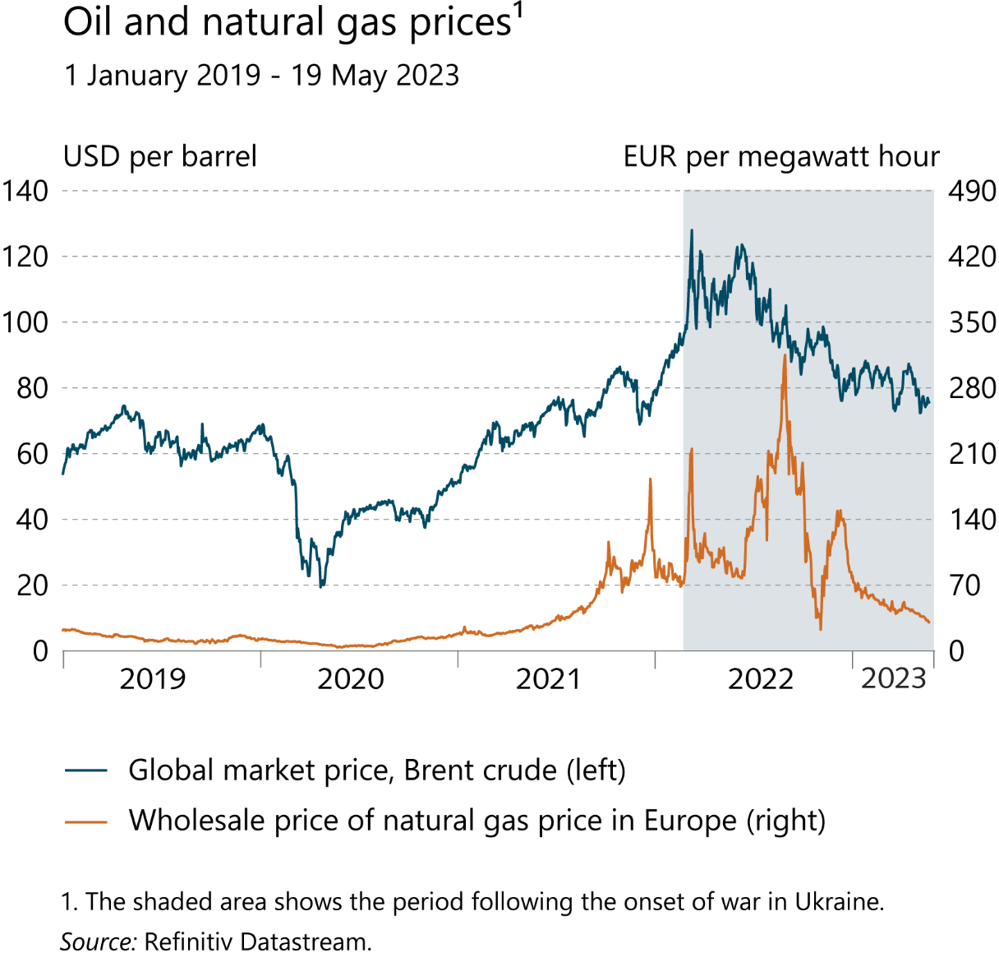 Oil and natural gas prices¹
1 January 2019 - 19 May 2023
USD per barrel
EUR per megawatt hour
140
490
120
420
100
350
80
280
60
210
40
140
20
70
0
0
2019
2020
2021
2022
2023
Global market price, Brent crude (left)
Wholesale price of natural gas price in Europe (right)
1. The shaded area shows the period following the onset of war in Ukraine.
Source: Refinitiv Datastream.